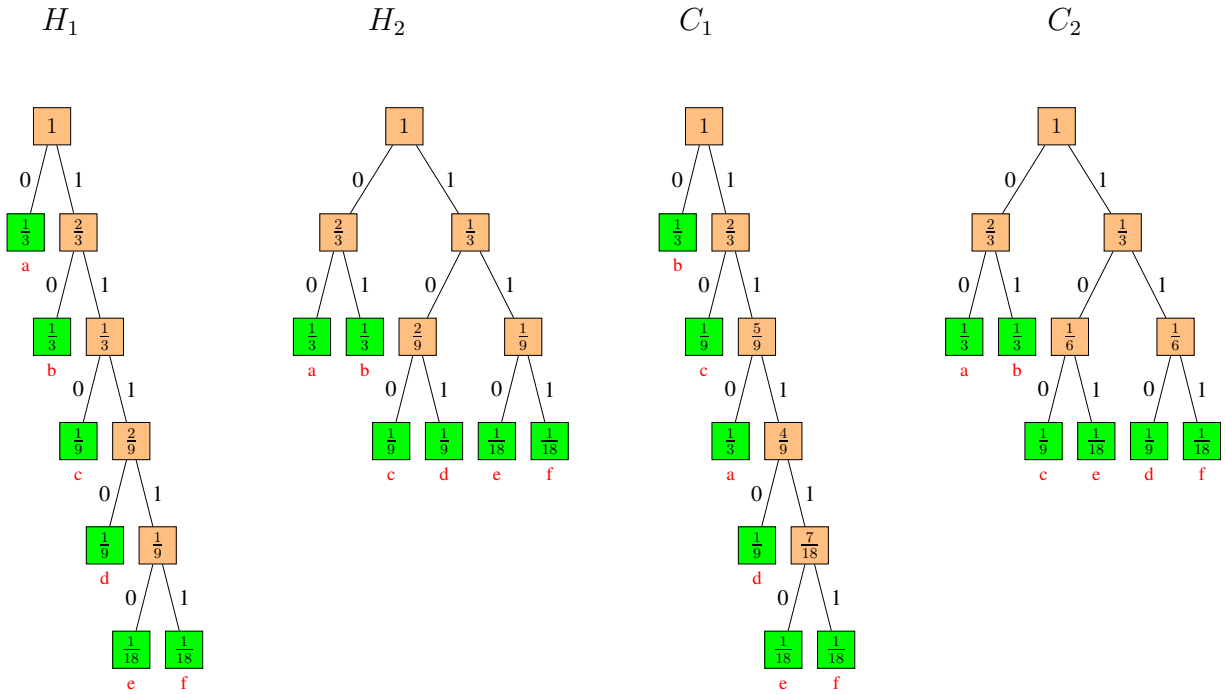 H₁ H₂ C₁ C₂
1 1 1 1
0 1 0 1 0 1 0 1
1/3 2/3 2/3 1/3 1/3 2/3 2/3 1/3
a b
0 1 0 1 0 1 0 1 0 1 0 1
1/3 1/3 1/3 1/3 2/9 1/9 1/9 5/9 1/3 1/3 1/6 1/6
b a b c a b
0 1 0 1 0 1 0 1 0 1 0 1
1/9 2/9 1/9 1/9 1/18 1/18 1/3 4/9 1/9 1/18 1/9 1/18
c c d e f a c e d f
0 1 0 1
1/9 1/9 1/9 7/18
d d
0 1 0 1
1/18 1/18 1/18 1/18
e f e f